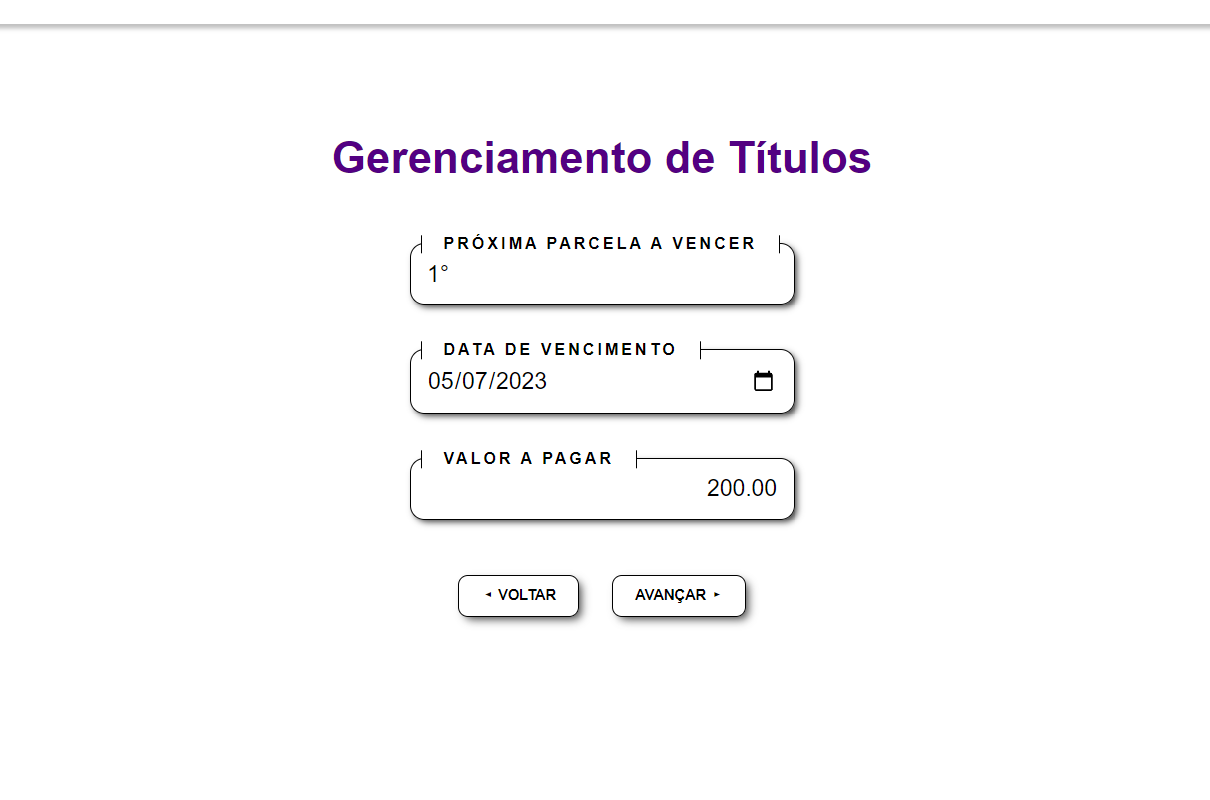 Gerenciamento de Títulos
PRÓXIMA PARCELA A VENCER
1°
DATA DE VENCIMENTO
05/07/2023
VALOR A PAGAR
200.00
◂ VOLTAR
AVANÇAR ▸